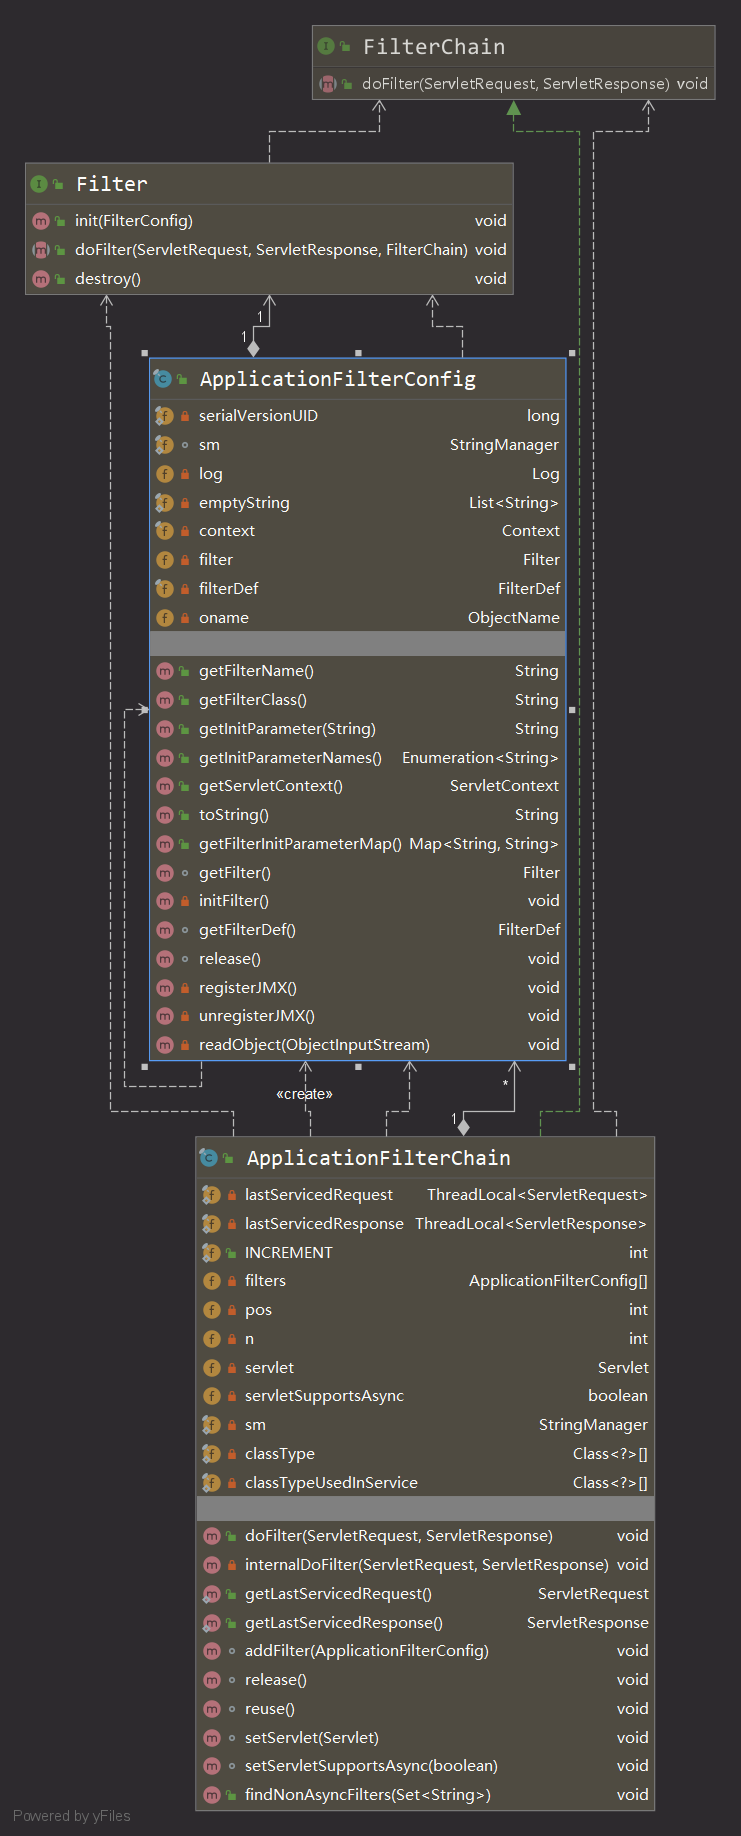 FilterChain
doFilter(ServletRequest, ServletResponse) void
Filter
init(FilterConfig) void
doFilter(ServletRequest, ServletResponse, FilterChain) void
destroy() void
1
1
ApplicationFilterConfig
serialVersionUID long
sm StringManager
log Log
emptyString List<String>
context Context
filter Filter
filterDef FilterDef
oname ObjectName
getFilterName() String
getFilterClass() String
getInitParameter(String) String
getInitParameterNames() Enumeration<String>
getServletContext() ServletContext
toString() String
getFilterInitParameterMap() Map<String, String>
getFilter() Filter
initFilter() void
getFilterDef() FilterDef
release() void
registerJMX() void
unregisterJMX() void
readObject(ObjectInputStream) void
*
«create»
1
ApplicationFilterChain
lastServicedRequest ThreadLocal<ServletRequest>
lastServicedResponse ThreadLocal<ServletResponse>
INCREMENT int
filters ApplicationFilterConfig[]
pos int
n int
servlet Servlet
servletSupportsAsync boolean
sm StringManager
classType Class<?>[]
classTypeUsedInService Class<?>[]
doFilter(ServletRequest, ServletResponse) void
internalDoFilter(ServletRequest, ServletResponse) void
getLastServicedRequest() ServletRequest
getLastServicedResponse() ServletResponse
addFilter(ApplicationFilterConfig) void
release() void
reuse() void
setServlet(Servlet) void
setServletSupportsAsync(boolean) void
findNonAsyncFilters(Set<String>) void
Powered by yFiles